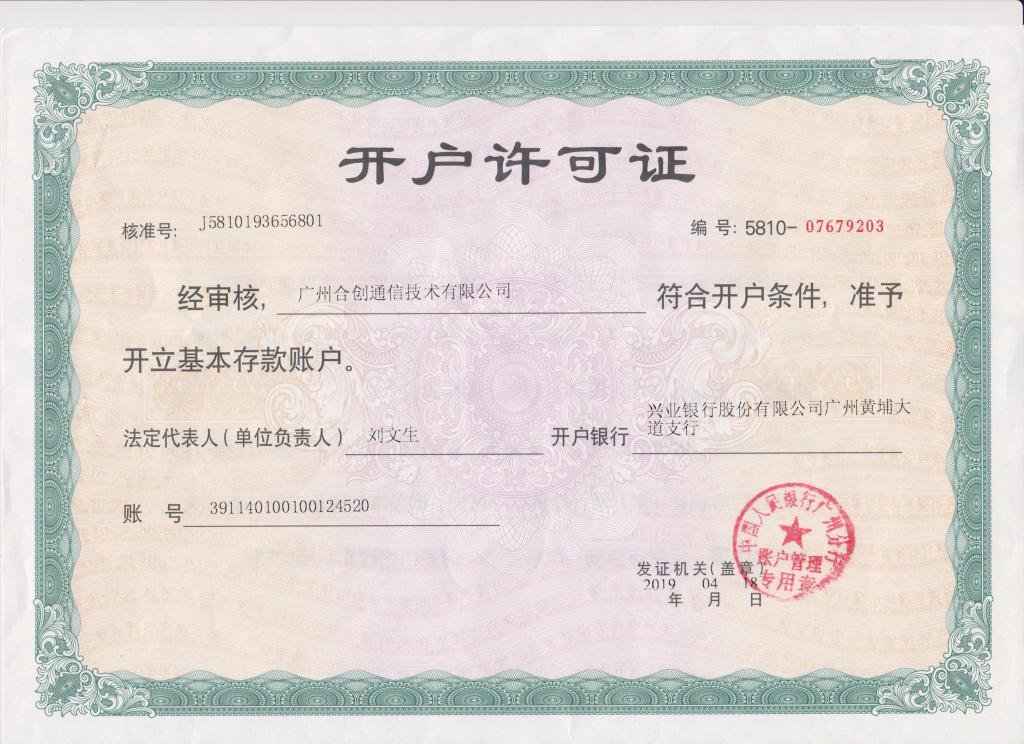 开户许可证
核准号: J5810193656801
编 号: 5810- 07679203
经审核, 广州合创通信技术有限公司 符合开户条件, 准予
开立基本存款账户。
法定代表人(单位负责人) 刘文生 开户银行 兴业银行股份有限公司广州黄埔大
道支行
账 号 391140100100124520
中国人民银行广州分行
账户管理
专用章
发证机关(盖章)
2019 04 18
年 月 日